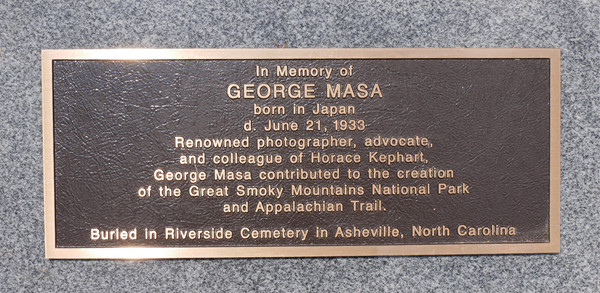 In Memory of
GEORGE MASA
born in Japan
d. June 21, 1933
Renowned photographer, advocate,
and colleague of Horace Kephart,
George Masa contributed to the creation
of the Great Smoky Mountains National Park
and Appalachian Trail.
Buried in Riverside Cemetery in Asheville, North Carolina